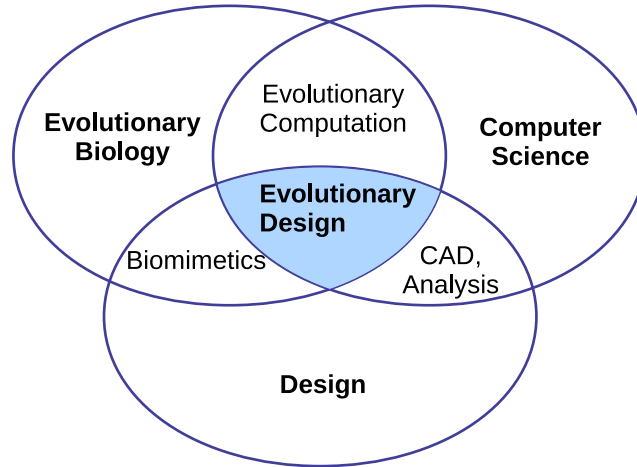 Evolutionary
Biology
Evolutionary
Computation
Computer
Science
Evolutionary
Design
Biomimetics
CAD,
Analysis
Design